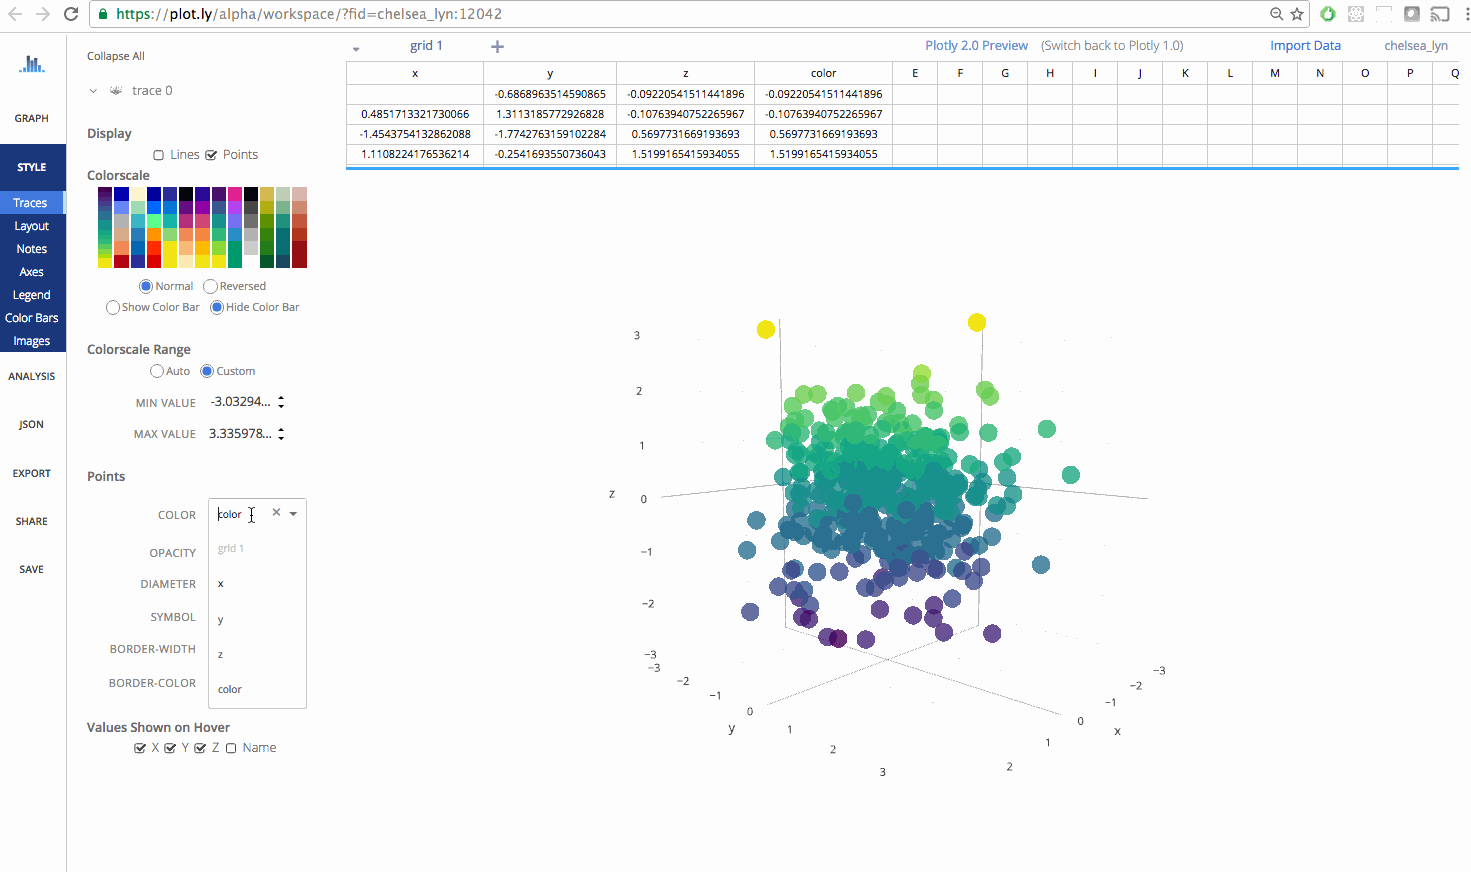 https://plot.ly/alpha/workspace/?fid=chelsea_lyn:12042
GRAPH
STYLE
Traces
Layout
Notes
Axes
Legend
Color Bars
Images
ANALYSIS
JSON
EXPORT
SHARE
SAVE
Collapse All
trace 0
Display
Lines Points
Colorscale
Normal Reversed
Show Color Bar Hide Color Bar
Colorscale Range
Auto Custom
MIN VALUE -3.03294...
MAX VALUE 3.335978...
Points
COLOR color
OPACITY grid 1
DIAMETER x
SYMBOL y
BORDER-WIDTH z
BORDER-COLOR color
Values Shown on Hover
X Y Z Name
grid 1 + Plotly 2.0 Preview (Switch back to Plotly 1.0) Import Data chelsea_lyn
x y z color E F G H I J K L M N O P Q
-0.6868963514590865 -0.09220541511441896 -0.09220541511441896
0.4851713321730066 1.3113185772926828 -0.10763940752265967 -0.10763940752265967
-1.4543754132862088 -1.7742763159102284 0.5697731669193693 0.5697731669193693
1.1108224176536214 -0.2541693550736043 1.5199165415934055 1.5199165415934055
3
2
1
z 0
−1
−2
−3
−3
−2
−1
0
y 1
2
3
−3
−2
−1
0 x
1
2